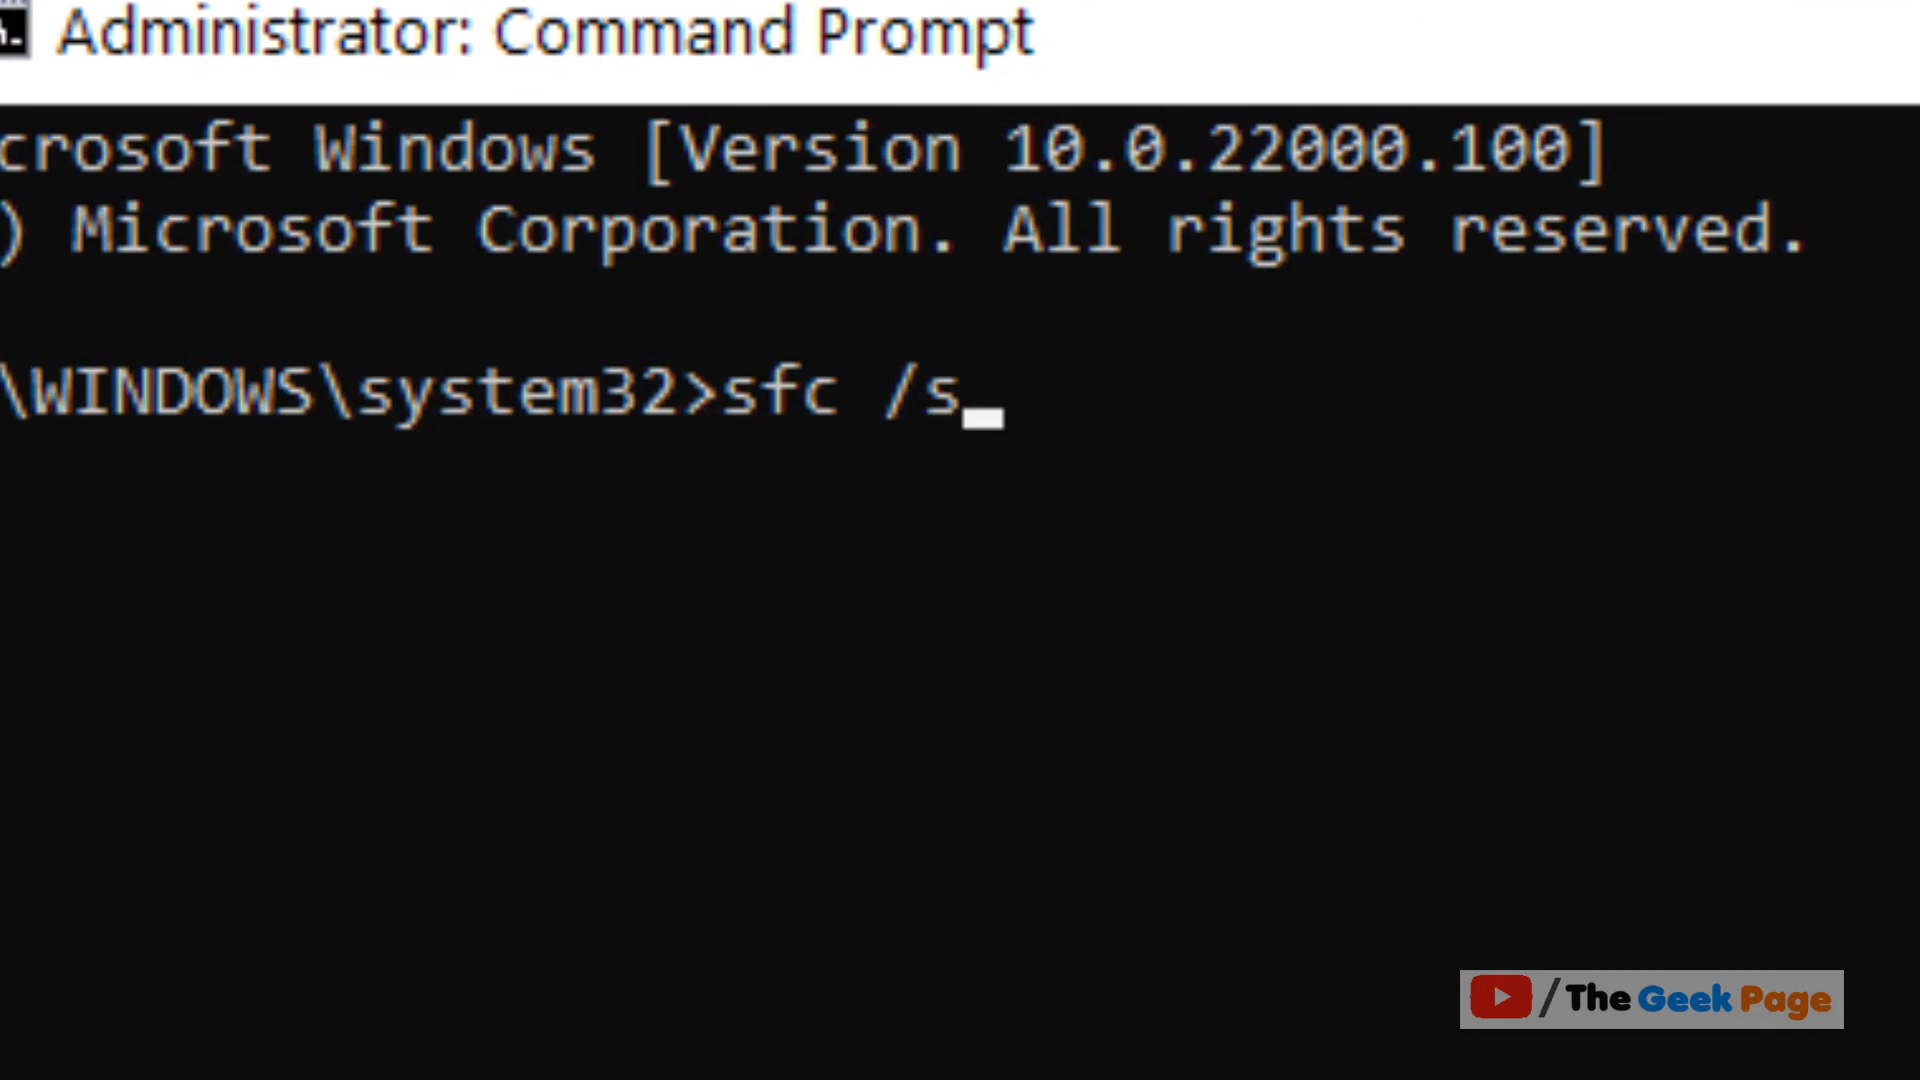 Administrator: Command Prompt
crosoft Windows [Version 10.0.22000.100]
) Microsoft Corporation. All rights reserved.
\WINDOWS\system32>sfc /s
/The Geek Page